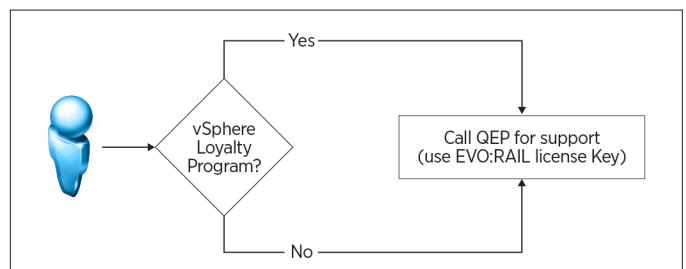 Yes
vSphere
Loyalty
Program?
Call QEP for support
(use EVO:RAIL license Key)
No